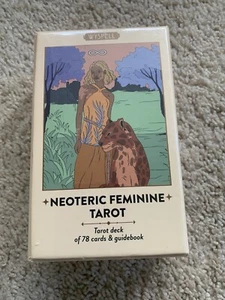 NEOTERIC FEMININE
TAROT
Tarot deck
of 78 cards & guidebook